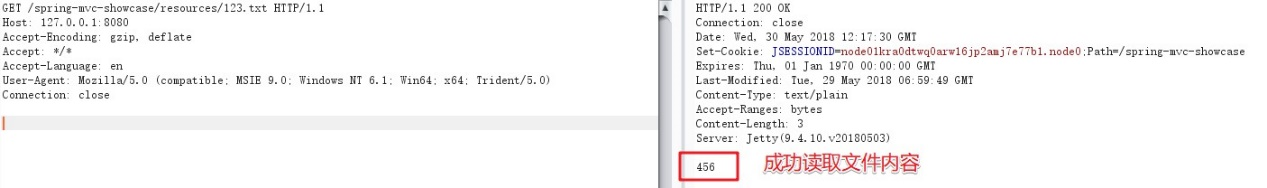 GET /spring-mvc-showcase/resources/123.txt HTTP/1.1
Host: 127.0.0.1:8080
Accept-Encoding: gzip, deflate
Accept: */*
Accept-Language: en
User-Agent: Mozilla/5.0 (compatible; MSIE 9.0; Windows NT 6.1; Win64; x64; Trident/5.0)
Connection: close
HTTP/1.1 200 OK
Connection: close
Date: Wed, 30 May 2018 12:17:30 GMT
Set-Cookie: JSESSIONID=node01kra0dtwq0arw16jp2amj7e77b1.node0;Path=/spring-mvc-showcase
Expires: Thu, 01 Jan 1970 00:00:00 GMT
Last-Modified: Tue, 29 May 2018 06:59:49 GMT
Content-Type: text/plain
Accept-Ranges: bytes
Content-Length: 3
Server: Jetty(9.4.10.v20180503)
456 成功读取文件内容